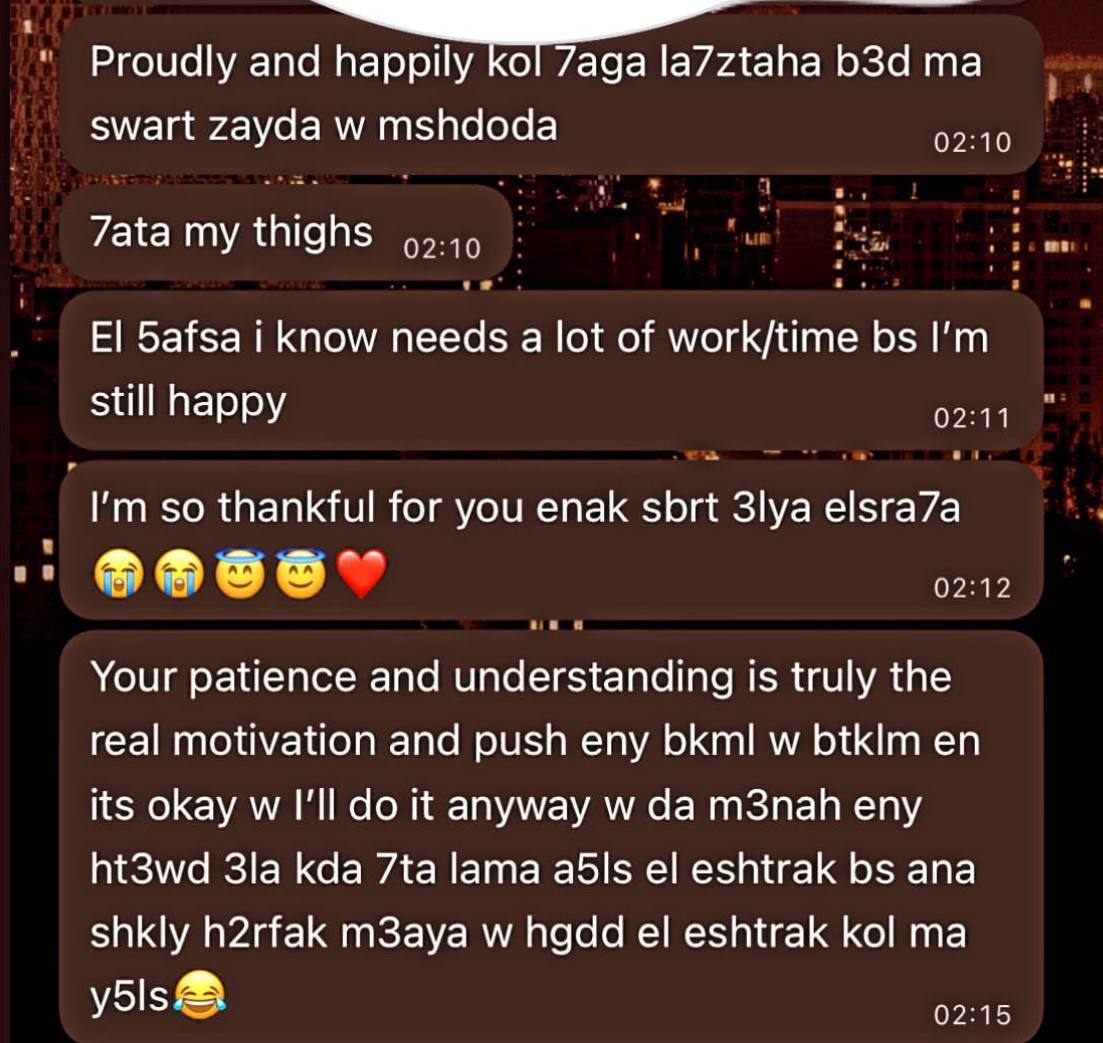 Proudly and happily kol 7aga la7ztaha b3d ma
swart zayda w mshdoda
02:10
7ata my thighs
02:10
El 5afsa i know needs a lot of work/time bs I’m
still happy
02:11
I’m so thankful for you enak sbrt 3lya elsra7a
😭😭😇😇❤️
02:12
Your patience and understanding is truly the
real motivation and push eny bkml w btklm en
its okay w I’ll do it anyway w da m3nah eny
ht3wd 3la kda 7ta lama a5ls el eshtrak bs ana
shkly h2rfak m3aya w hgdd el eshtrak kol ma
y5ls😂
02:15